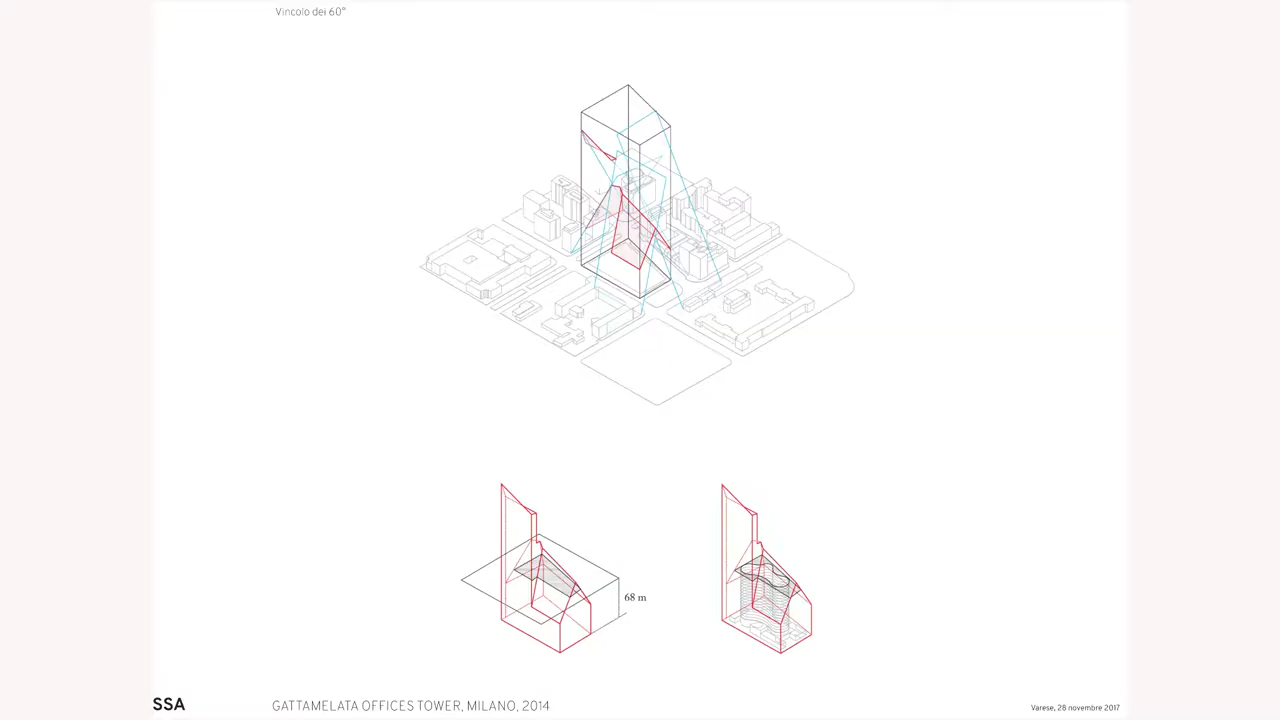 Vincolo dei 60°
68 m
SSA
GATTAMELATA OFFICES TOWER, MILANO, 2014
Varese, 28 novembre 2017